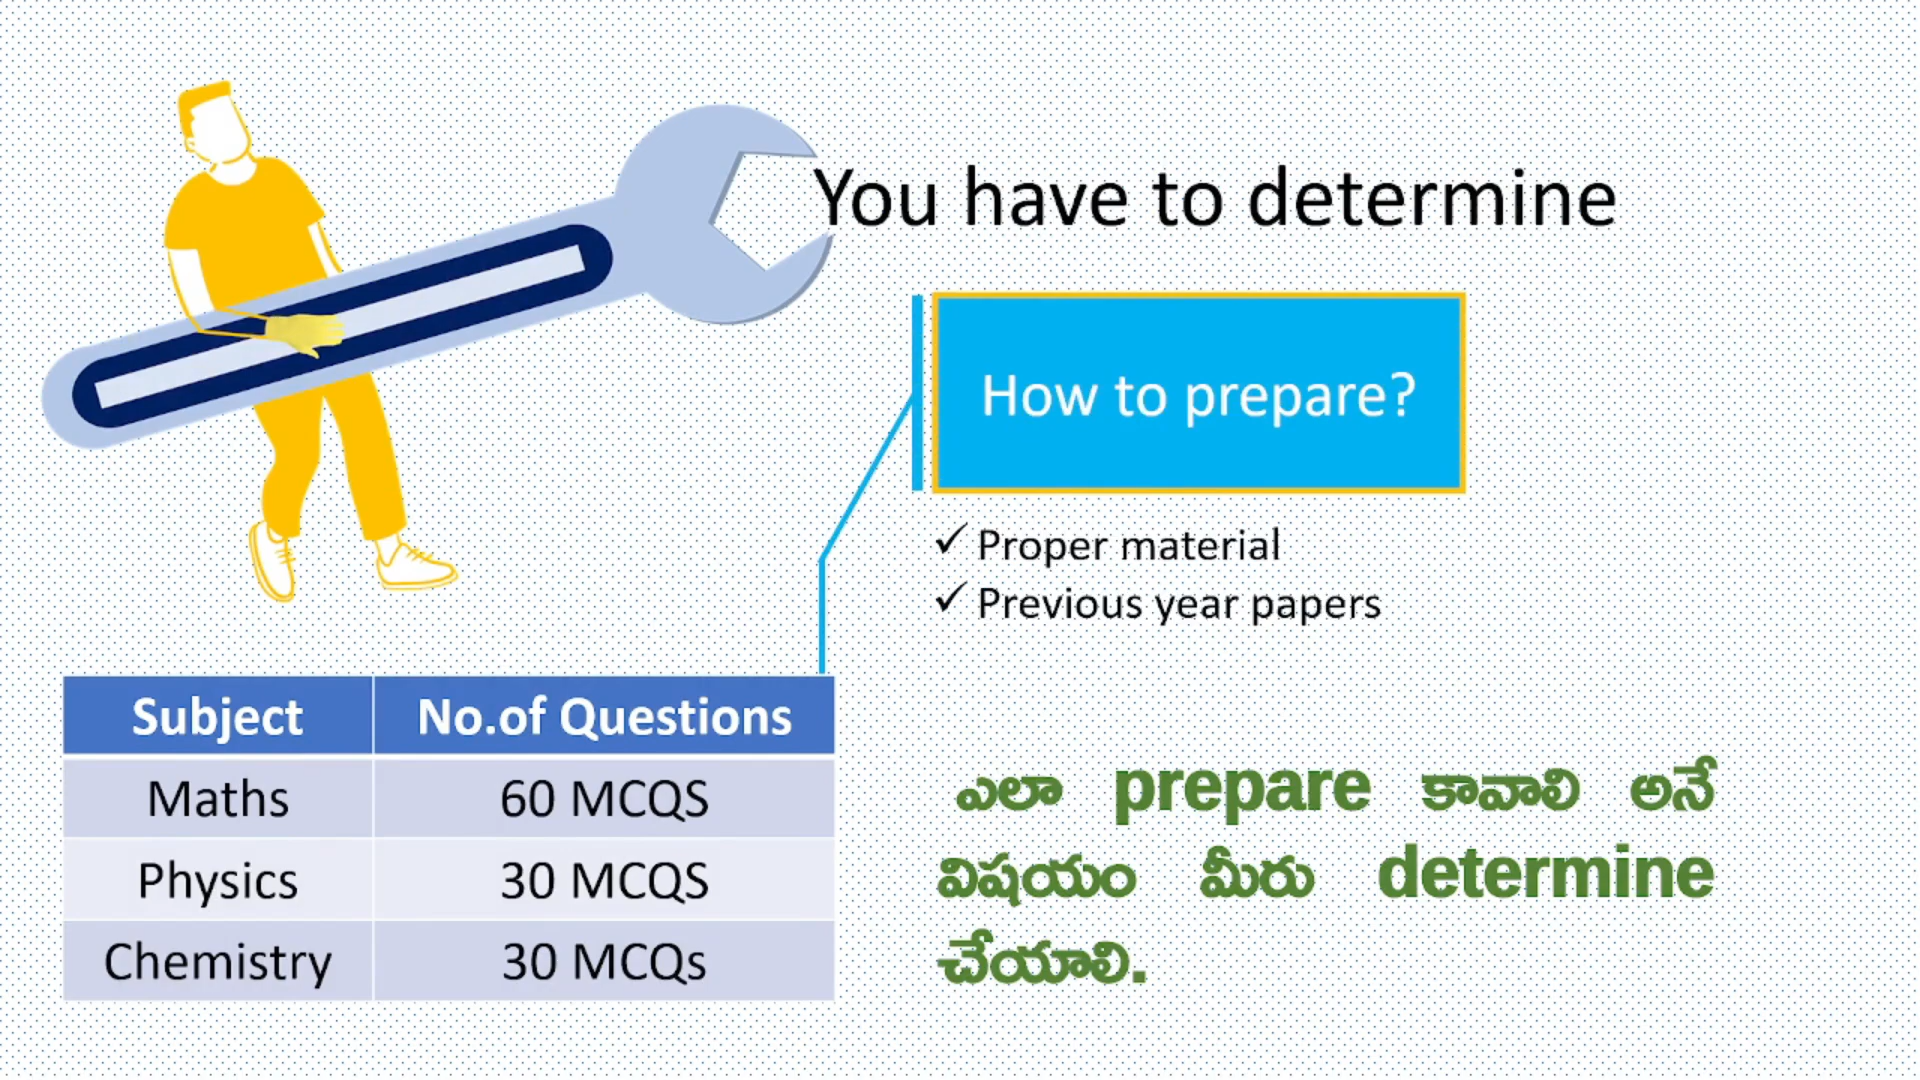 You have to determine
How to prepare?
✓ Proper material
✓ Previous year papers
Subject No.of Questions
Maths 60 MCQS
Physics 30 MCQS
Chemistry 30 MCQs
ఎలా prepare కావాలి అనే
విషయం మీరు determine
చేయాలి.